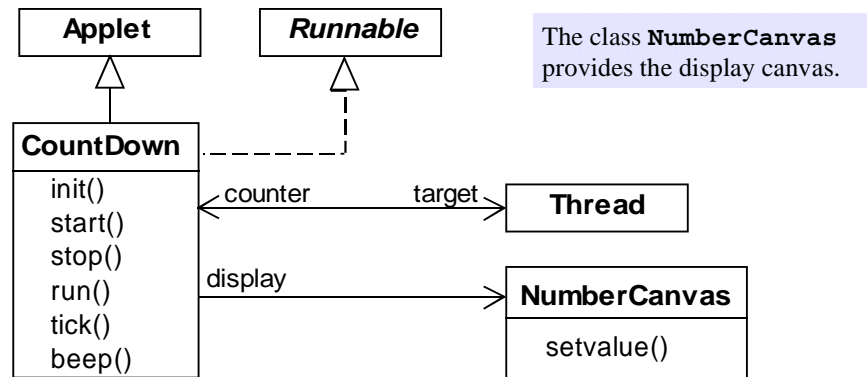 Applet
Runnable
The class NumberCanvas
provides the display canvas.
CountDown
init()
start()
stop()
run()
tick()
beep()
counter
target
Thread
display
NumberCanvas
setvalue()